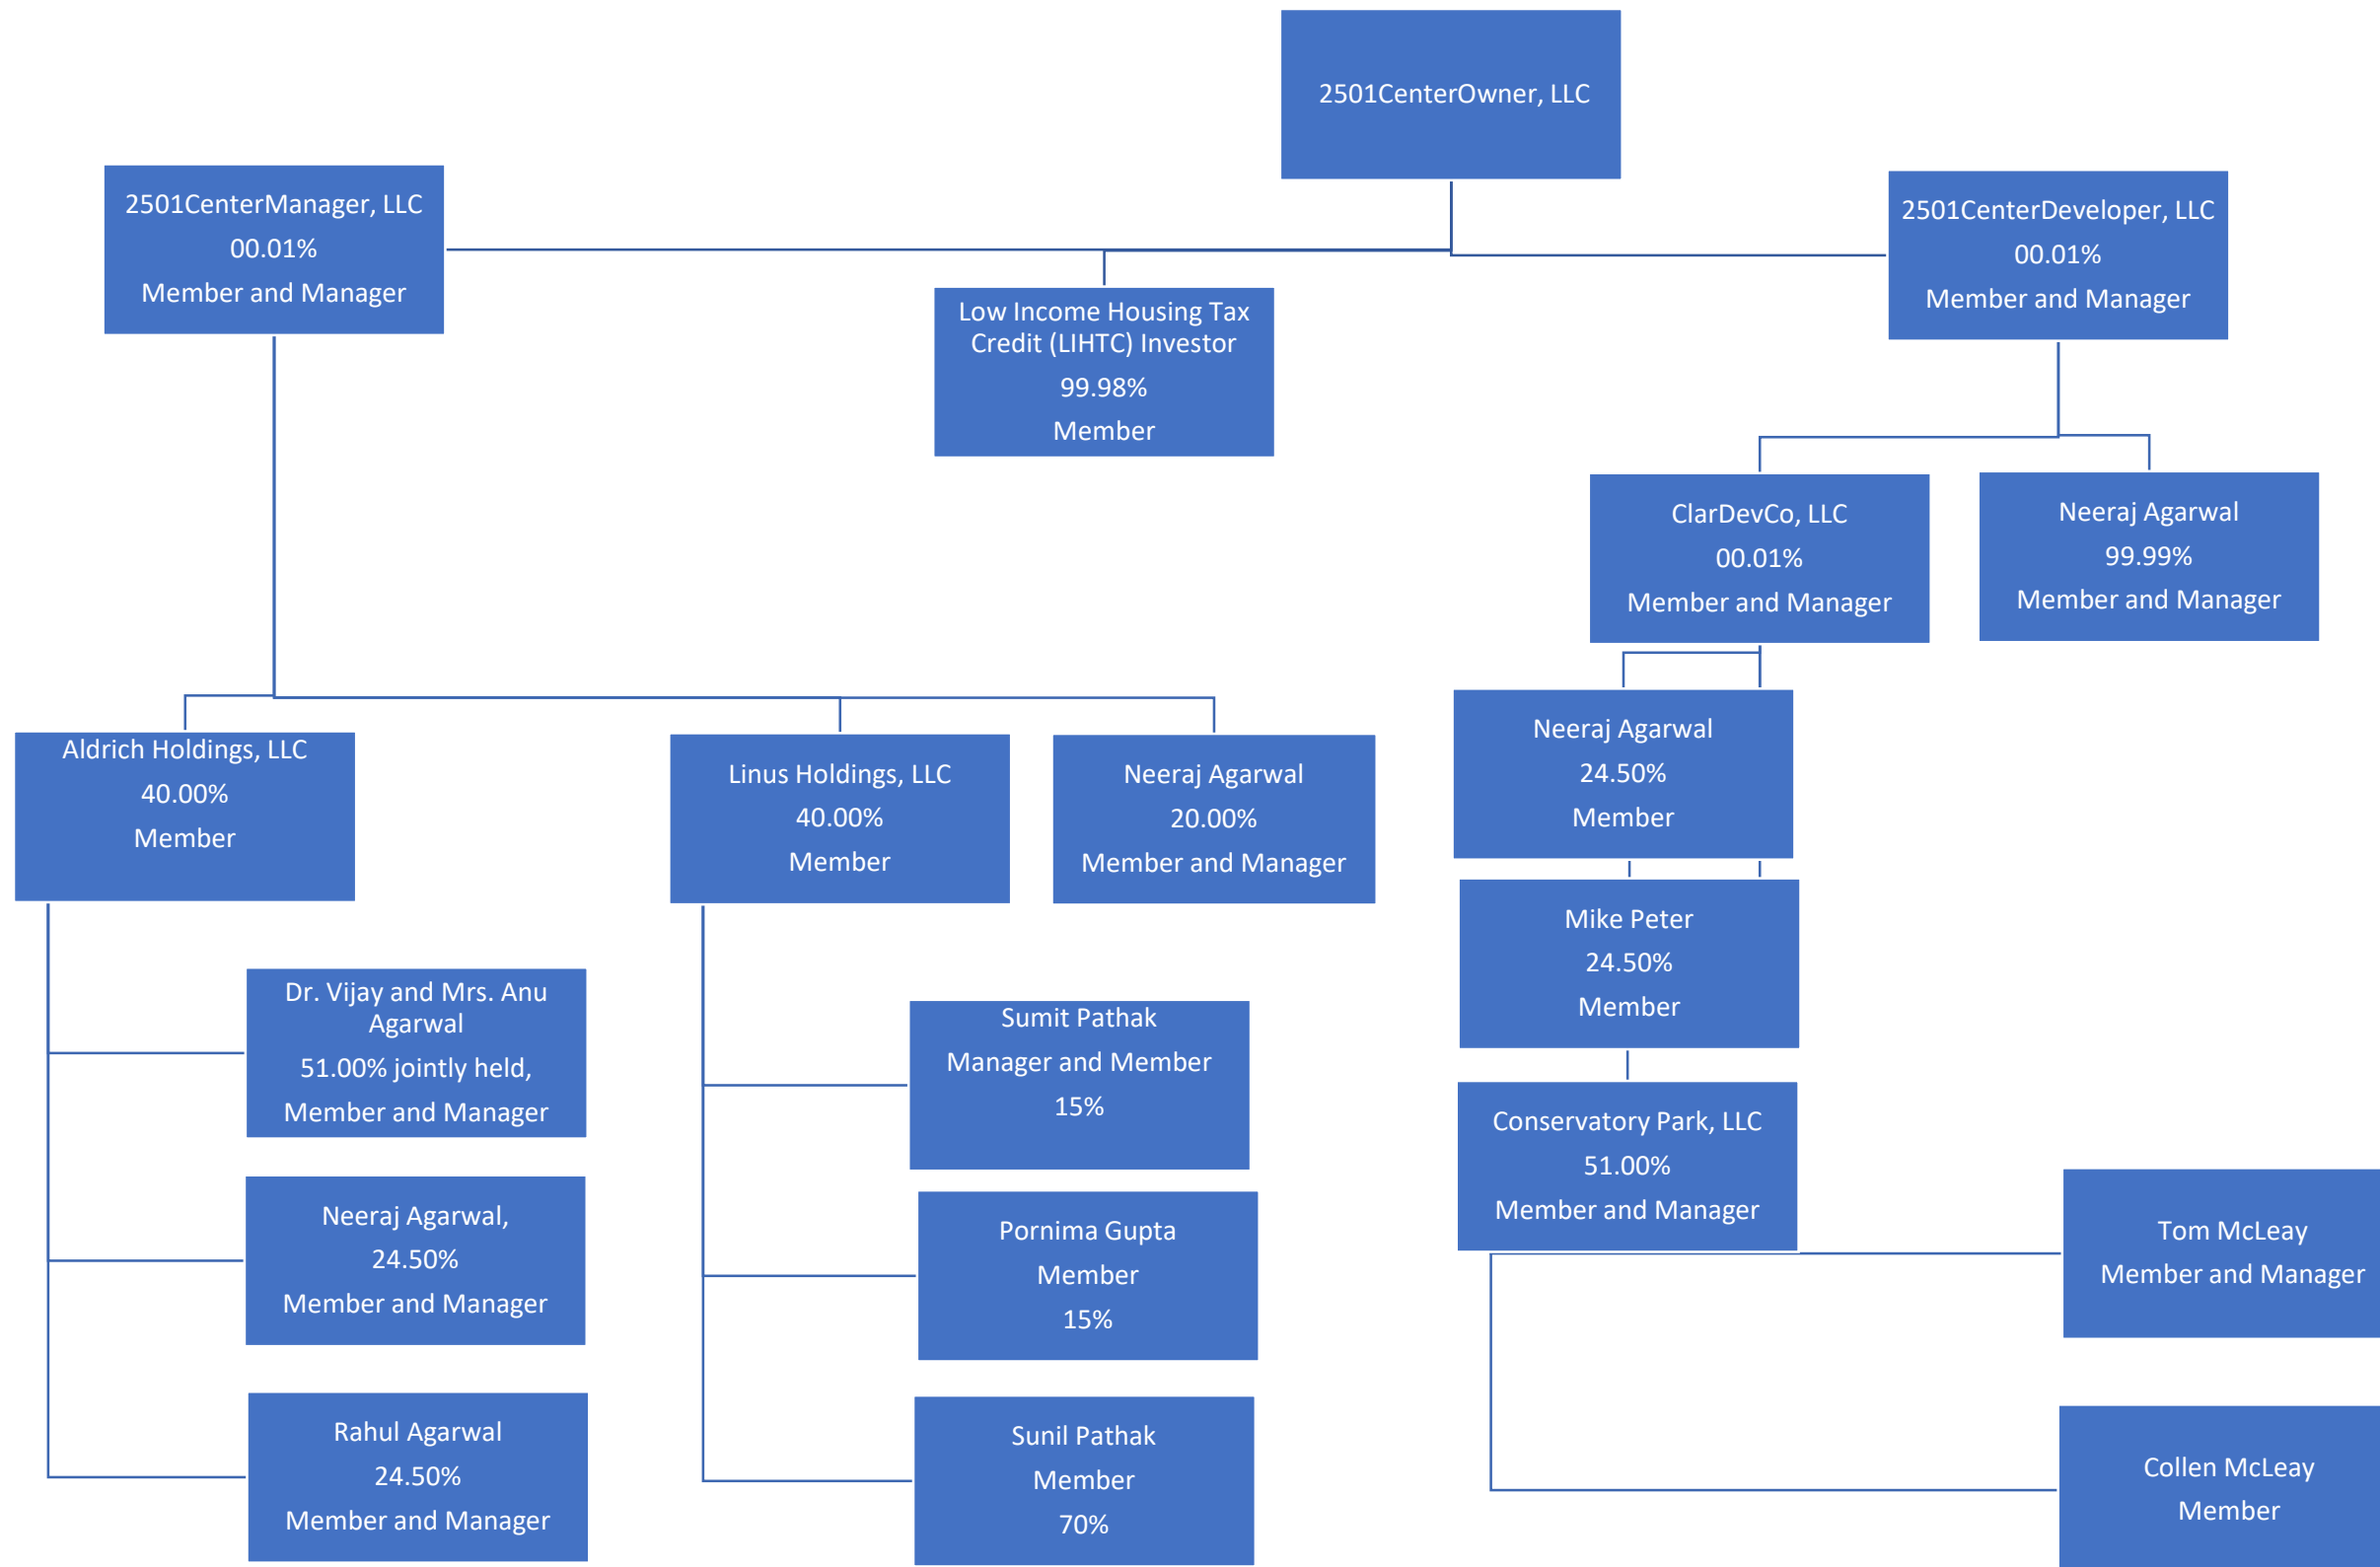 2501CenterOwner, LLC
2501CenterManager, LLC
00.01%
Member and Manager
2501CenterDeveloper, LLC
00.01%
Member and Manager
Low Income Housing Tax
Credit (LIHTC) Investor
99.98%
Member
ClarDevCo, LLC
00.01%
Member and Manager
Neeraj Agarwal
99.99%
Member and Manager
Aldrich Holdings, LLC
40.00%
Member
Linus Holdings, LLC
40.00%
Member
Neeraj Agarwal
20.00%
Member and Manager
Neeraj Agarwal
24.50%
Member
Mike Peter
24.50%
Member
Dr. Vijay and Mrs. Anu
Agarwal
51.00% jointly held,
Member and Manager
Sumit Pathak
Manager and Member
15%
Conservatory Park, LLC
51.00%
Member and Manager
Neeraj Agarwal,
24.50%
Member and Manager
Pornima Gupta
Member
15%
Tom McLeay
Member and Manager
Rahul Agarwal
24.50%
Member and Manager
Sunil Pathak
Member
70%
Collen McLeay
Member